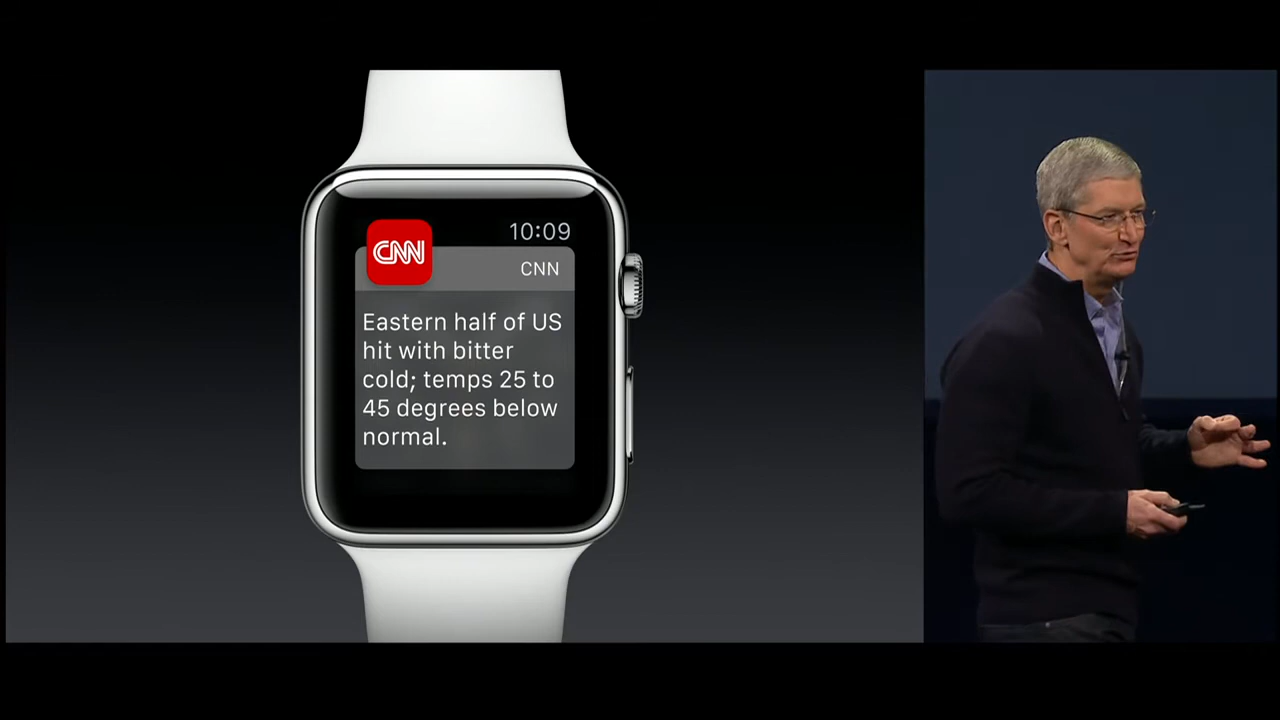 CNN
10:09
CNN
Eastern half of US
hit with bitter
cold; temps 25 to
45 degrees below
normal.